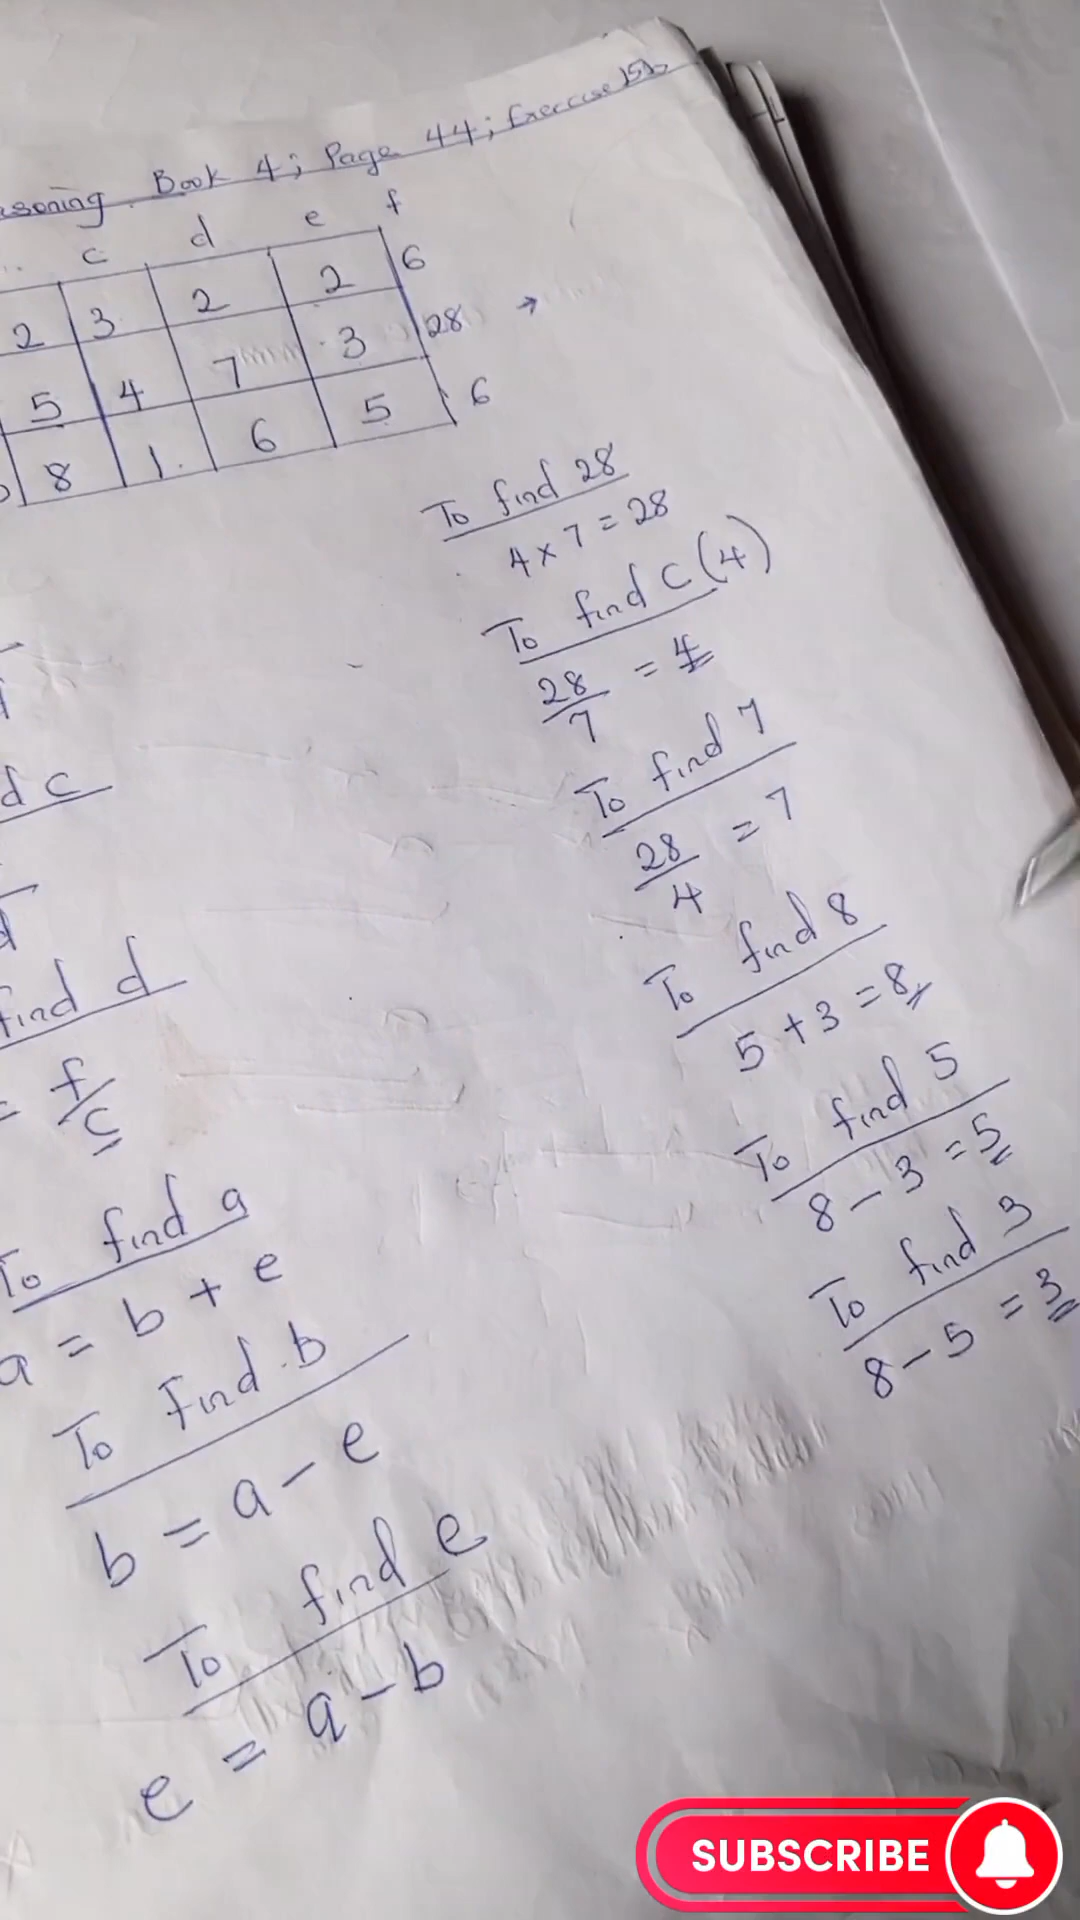 asoning. Book 4; Page 44; Exercise 15b
c d e f
2 3 2 2 6
5 4 7 3 28 →
8 1 6 5 6
To find 28
4 x 7 = 28
To find C (4)
28/7 = 4
To find 7
28/4 = 7
To find 8
5 + 3 = 8
To find 5
8 - 3 = 5
To find 3
8 - 5 = 3
d c
find d
= f/c
To find a
a = b + e
To find b
b = a - e
To find e
e = a - b
SUBSCRIBE